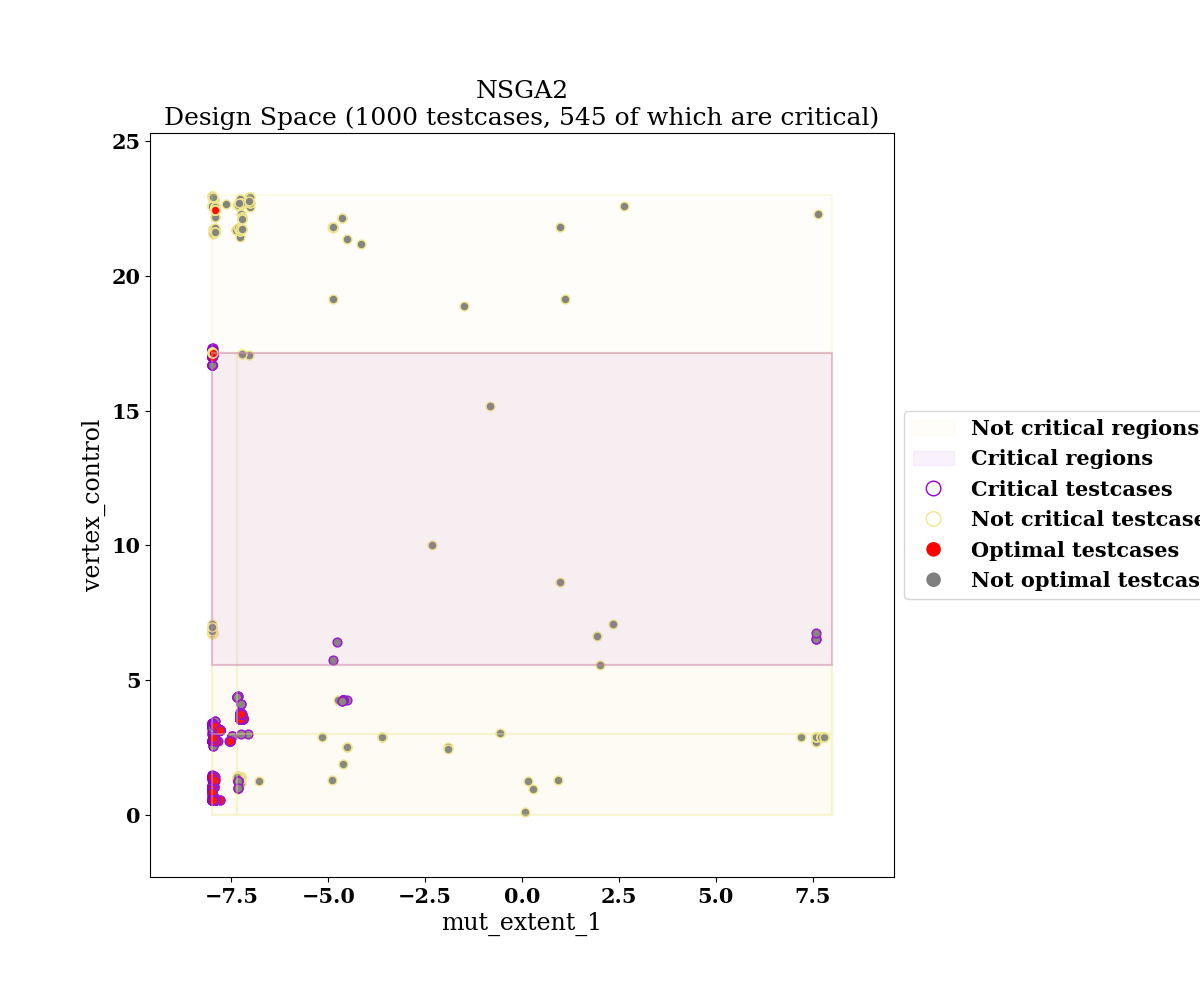 NSGA2
Design Space (1000 testcases, 545 of which are critical)
25
20
15
10
5
0
vertex_control
−7.5
−5.0
−2.5
0.0
2.5
5.0
7.5
mut_extent_1
Not critical regions
Critical regions
Critical testcases
Not critical testcase
Optimal testcases
Not optimal testcas